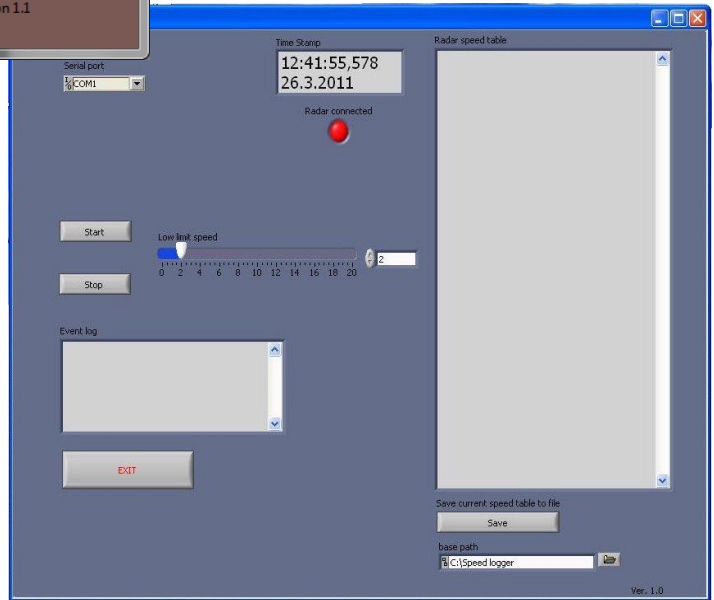 1.1
Serial port
COM1
Time Stamp
12:41:55,578
26.3.2011
Radar connected
Radar speed table
Start
Low limit speed
2
0 2 4 6 8 10 12 14 16 18 20
Stop
Event log
EXIT
Save current speed table to file
Save
base path
C:\Speed logger
Ver. 1.0